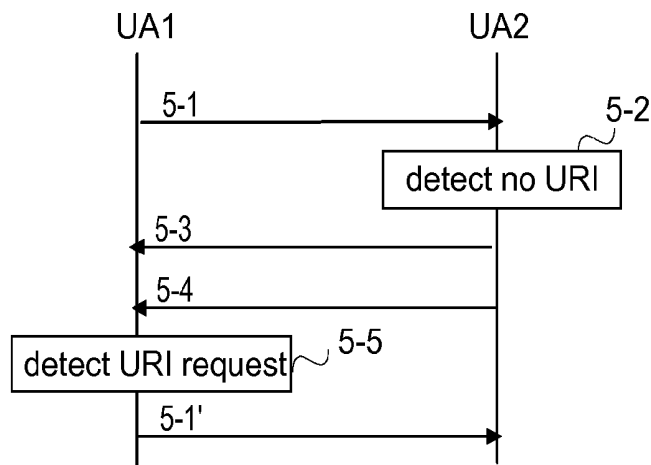 UA1 UA2
5-1
5-2
detect no URI
5-3
5-4
detect URI request 5-5
5-1'